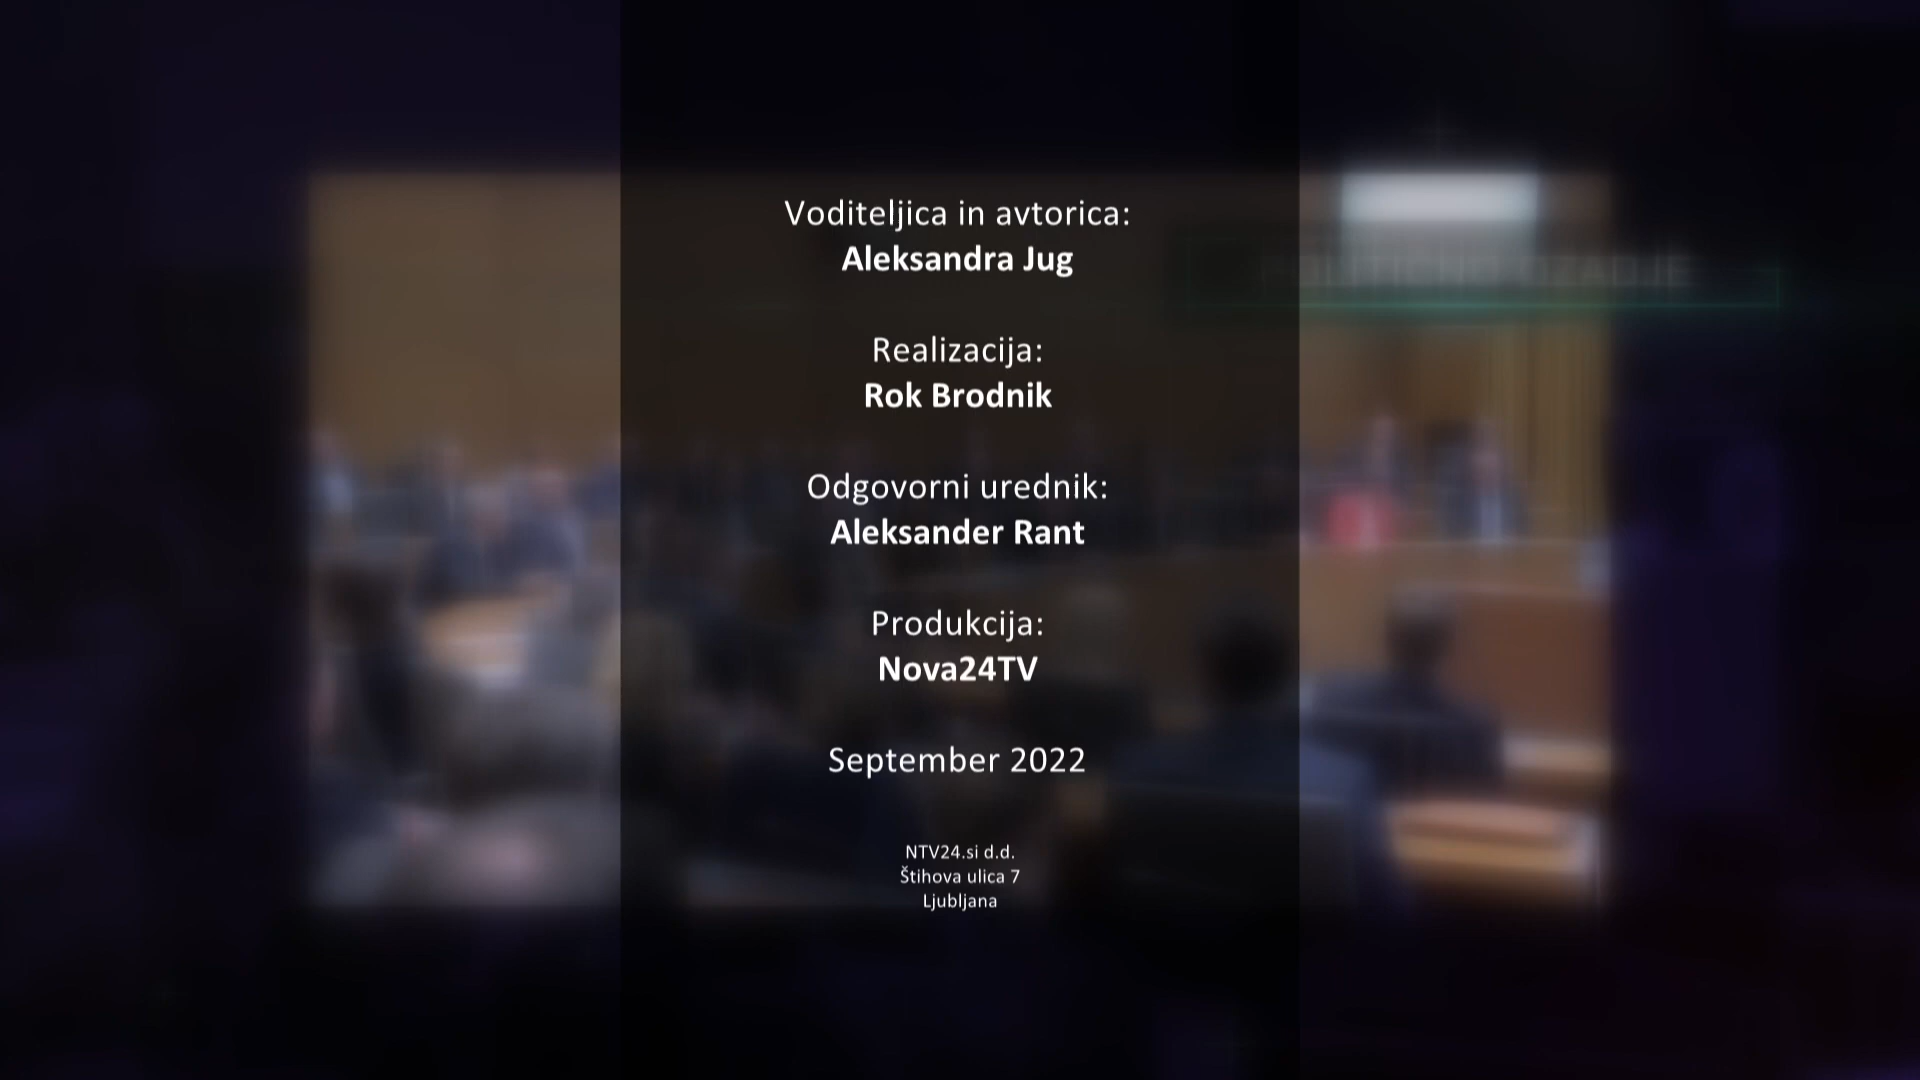 Voditeljica in avtorica:
Aleksandra Jug
Realizacija:
Rok Brodnik
Odgovorni urednik:
Aleksander Rant
Produkcija:
Nova24TV
September 2022
NTV24.si d.d.
Štihova ulica 7
Ljubljana